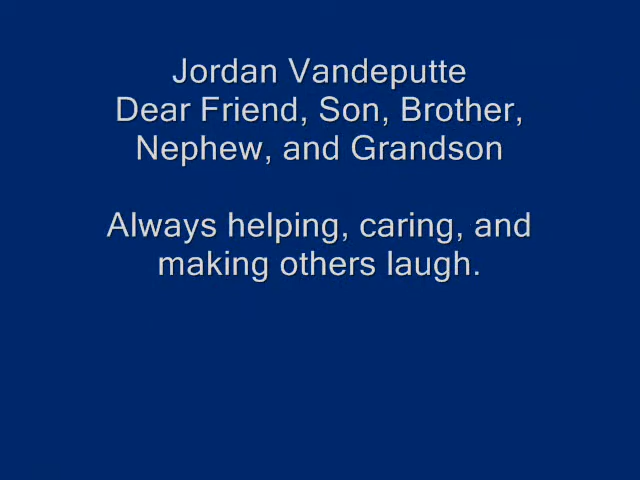 Jordan Vandeputte
Dear Friend, Son, Brother,
Nephew, and Grandson
Always helping, caring, and
making others laugh.